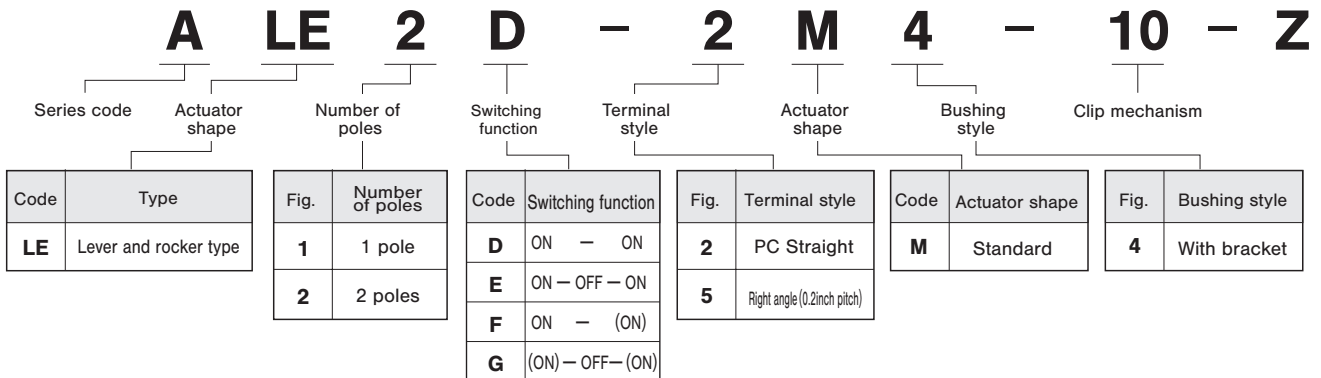 A LE 2 D – 2 M 4 – 10 – Z
Series code
Actuator
shape
Number of
poles
Switching
function
Terminal
style
Actuator
shape
Bushing
style
Clip mechanism
Code Type
LE Lever and rocker type
Fig. Number
of poles
1 1 pole
2 2 poles
Code Switching function
D ON — ON
E ON — OFF — ON
F ON — (ON)
G (ON) — OFF — (ON)
Fig. Terminal style
2 PC Straight
5 Right angle (0.2inch pitch)
Code Actuator shape
M Standard
Fig. Bushing style
4 With bracket